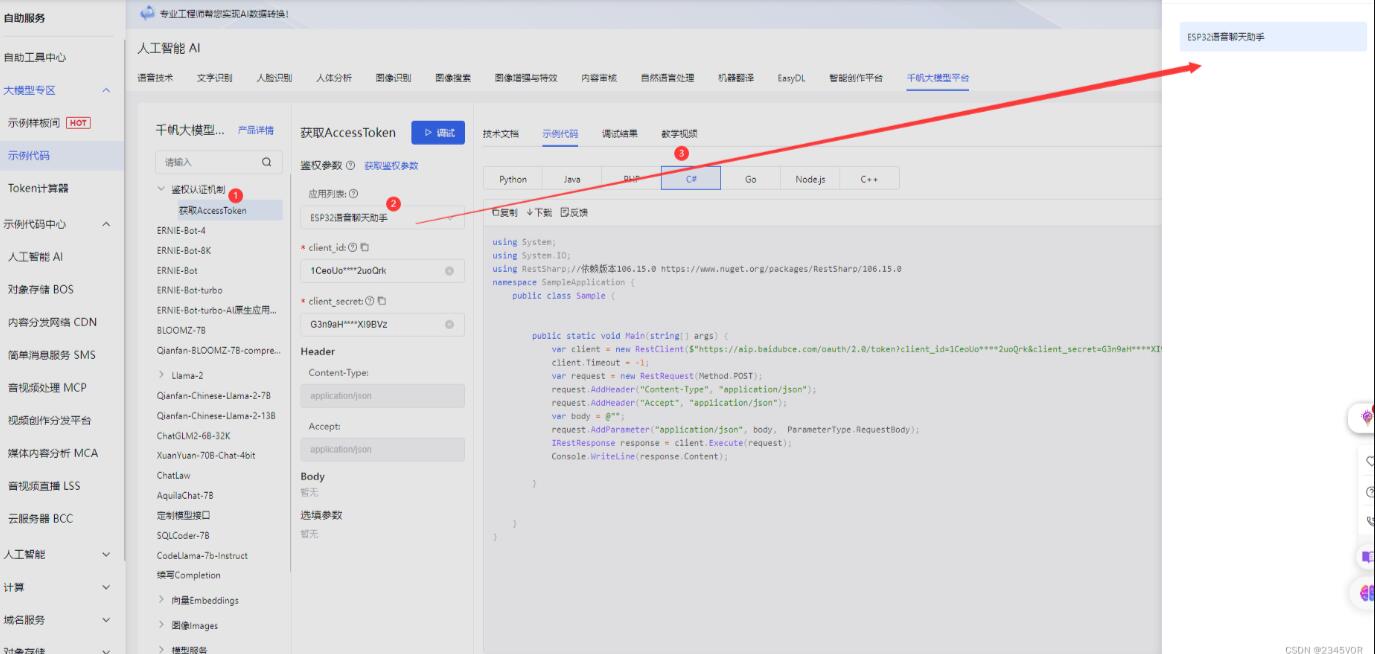 自助服务
自助工具中心
大模型专区
示例样板间 HOT
示例代码
Token计算器
示例代码中心
人工智能 AI
对象存储 BOS
内容分发网络 CDN
简单消息服务 SMS
音视频处理 MCP
视频创作分发平台
媒体内容分析 MCA
音视频直播 LSS
云服务器 BCC
人工智能
计算
域名服务
对象存储
专业工程师帮您实现AI数据转换!
人工智能 AI
语音技术 文字识别 人脸识别 人体分析 图像识别 图像搜索 图像增强与特效 内容审核 自然语言处理 机器翻译 EasyDL 智能创作平台 千帆大模型平台
千帆大模型... 产品详情
请输入
鉴权认证机制
1
获取AccessToken
ERNIE-Bot-4
ERNIE-Bot-8K
ERNIE-Bot
ERNIE-Bot-turbo
ERNIE-Bot-turbo-AI原生应用...
BLOOMZ-7B
Qianfan-BLOOMZ-7B-compre...
Llama-2
Qianfan-Chinese-Llama-2-7B
Qianfan-Chinese-Llama-2-13B
ChatGLM2-6B-32K
XuanYuan-70B-Chat-4bit
ChatLaw
AquilaChat-7B
定制模型接口
SQLCoder-7B
CodeLlama-7b-Instruct
续写Completion
向量Embeddings
图像Images
模型服务
获取AccessToken 调试
鉴权参数 获取鉴权参数
应用列表:
2
ESP32语音聊天助手
* client_id:
1CeoUo****2uoQrk
* client_secret:
G3n9aH****XI9BVz
Header
Content-Type:
application/json
Accept:
application/json
Body
暂无
选填参数
暂无
技术文档 示例代码 调试结果 教学视频
3
Python Java PHP C# Go Node.js C++
复制 下载 反馈
using System;
using System.IO;
using RestSharp;//依赖版本106.15.0 https://www.nuget.org/packages/RestSharp/106.15.0
namespace SampleApplication {
public class Sample {
public static void Main(string[] args) {
var client = new RestClient($"https://aip.baidubce.com/oauth/2.0/token?client_id=1CeoUo****2uoQrk&client_secret=G3n9aH****XI
client.Timeout = -1;
var request = new RestRequest(Method.POST);
request.AddHeader("Content-Type", "application/json");
request.AddHeader("Accept", "application/json");
var body = @"";
request.AddParameter("application/json", body, ParameterType.RequestBody);
IRestResponse response = client.Execute(request);
Console.WriteLine(response.Content);
}
}
}
ESP32语音聊天助手
CSDN @2345VOR